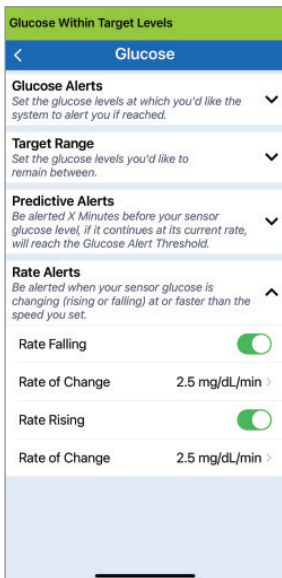 Glucose Within Target Levels
Glucose
Glucose Alerts
Set the glucose levels at which you'd like the
system to alert you if reached.
Target Range
Set the glucose levels you'd like to
remain between.
Predictive Alerts
Be alerted X Minutes before your sensor
glucose level, if it continues at its current rate,
will reach the Glucose Alert Threshold.
Rate Alerts
Be alerted when your sensor glucose is
changing (rising or falling) at or faster than the
speed you set.
Rate Falling
Rate of Change 2.5 mg/dL/min
Rate Rising
Rate of Change 2.5 mg/dL/min